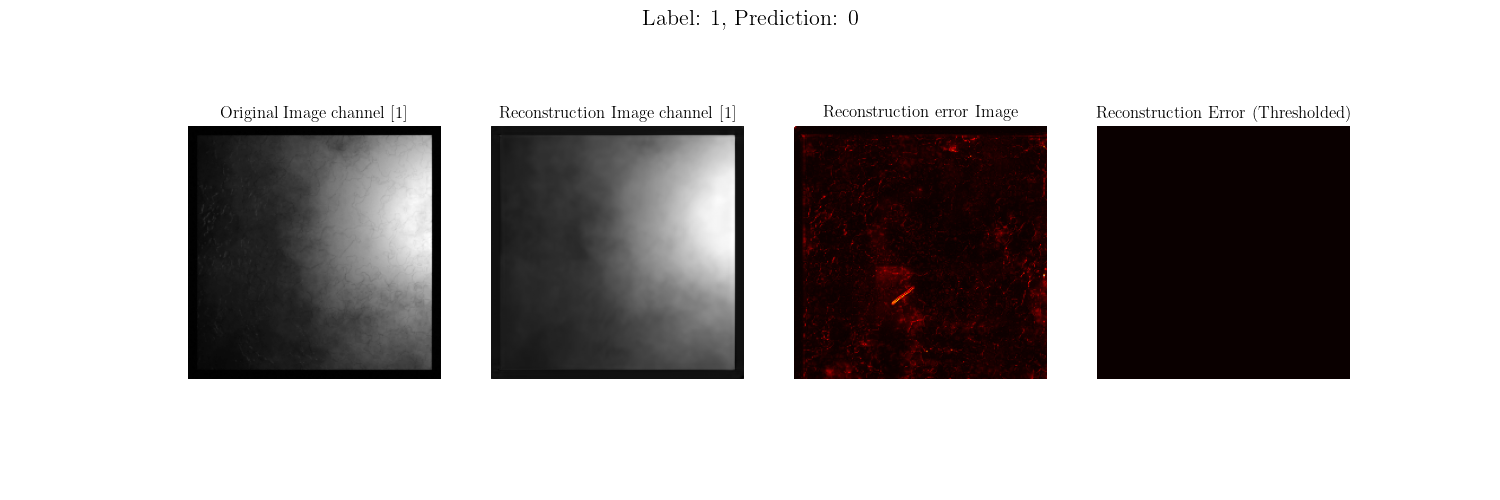 Label: 1, Prediction: 0
Original Image channel [1]
Reconstruction Image channel [1]
Reconstruction error Image
Reconstruction Error (Thresholded)